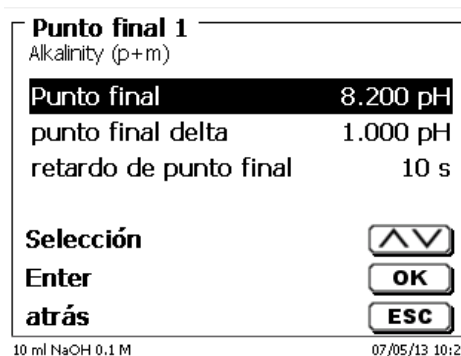 Punto final 1
Alkalinity (p+m)
Punto final 8.200 pH
punto final delta 1.000 pH
retardo de punto final 10 s
Selección
Enter OK
atrás ESC
10 ml NaOH 0.1 M 07/05/13 10:2